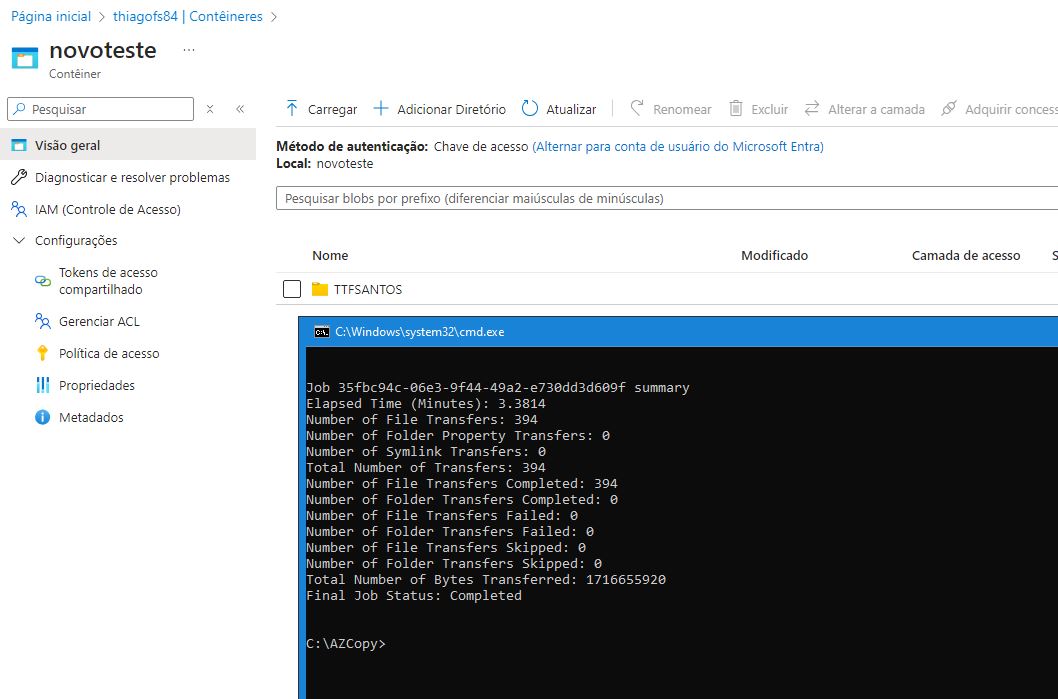 Página inicial > thiagofs84 | Contêineres >
novoteste ...
Contêiner
Pesquisar
Visão geral
Diagnosticar e resolver problemas
IAM (Controle de Acesso)
Configurações
Tokens de acesso
compartilhado
Gerenciar ACL
Política de acesso
Propriedades
Metadados
Carregar Adicionar Diretório Atualizar Renomear Excluir Alterar a camada Adquirir concess
Método de autenticação: Chave de acesso (Alternar para conta de usuário do Microsoft Entra)
Local: novoteste
Pesquisar blobs por prefixo (diferenciar maiúsculas de minúsculas)
Nome Modificado Camada de acesso S
TTFSANTOS
C:\Windows\system32\cmd.exe
Job 35fbc94c-06e3-9f44-49a2-e730dd3d609f summary
Elapsed Time (Minutes): 3.3814
Number of File Transfers: 394
Number of Folder Property Transfers: 0
Number of Symlink Transfers: 0
Total Number of Transfers: 394
Number of File Transfers Completed: 394
Number of Folder Transfers Completed: 0
Number of File Transfers Failed: 0
Number of Folder Transfers Failed: 0
Number of File Transfers Skipped: 0
Number of Folder Transfers Skipped: 0
Total Number of Bytes Transferred: 1716655920
Final Job Status: Completed
C:\AZCopy>